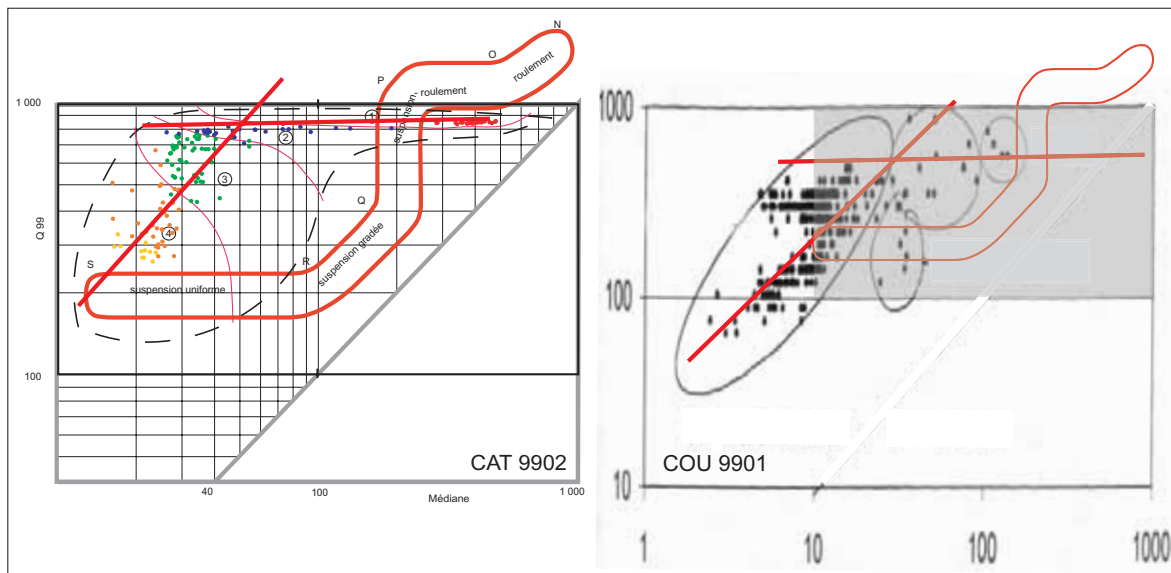 N
O
P
roulement
suspension- roulement
1 000
Q 99
1
2
3
Q
4
S
R
suspension gradée
suspension uniforme
100
CAT 9902
40
100
1 000
Médiane
1000
100
COU 9901
10
1
10
100
1000